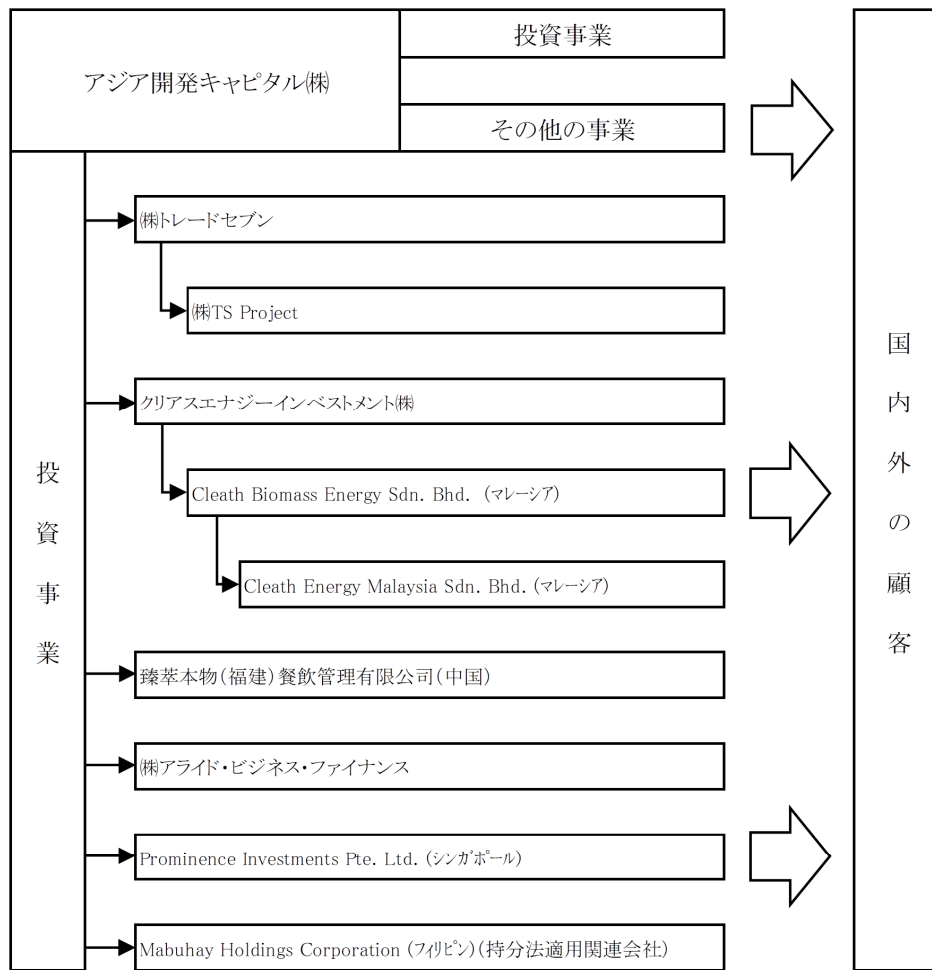 アジア開発キャピタル㈱
投資事業
その他の事業
㈱トレードセブン
㈱TS Project
クリアスエナジーインベストメント㈱
Cleath Biomass Energy Sdn. Bhd. (マレーシア)
Cleath Energy Malaysia Sdn. Bhd. (マレーシア)
臻萃本物(福建)餐飲管理有限公司(中国)
㈱アライド・ビジネス・ファイナンス
Prominence Investments Pte. Ltd. (シンガポール)
Mabuhay Holdings Corporation (フィリピン)(持分法適用関連会社)
投資事業
国内外の顧客